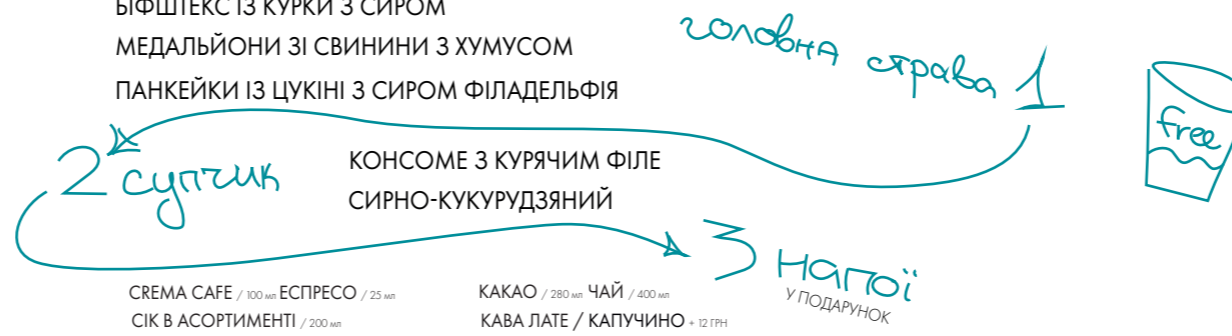 БІФШТЕКС ІЗ КУРКИ З СИРОМ
МЕДАЛЬЙОНИ ЗІ СВИНИНИ З ХУМУСОМ
ПАНКЕЙКИ ІЗ ЦУКІНІ З СИРОМ ФІЛАДЕЛЬФІЯ
головна страва 1
free
2 супчик
КОНСОМЕ З КУРЯЧИМ ФІЛЕ
СИРНО-КУКУРУДЗЯНИЙ
3 напої
У ПОДАРУНОК
CREMA CAFE / 100 мл ЕСПРЕСО / 25 мл
СІК В АСОРТИМЕНТІ / 200 мл
КАКАО / 280 мл ЧАЙ / 400 мл
КАВА ЛАТЕ / КАПУЧИНО + 12 ГРН